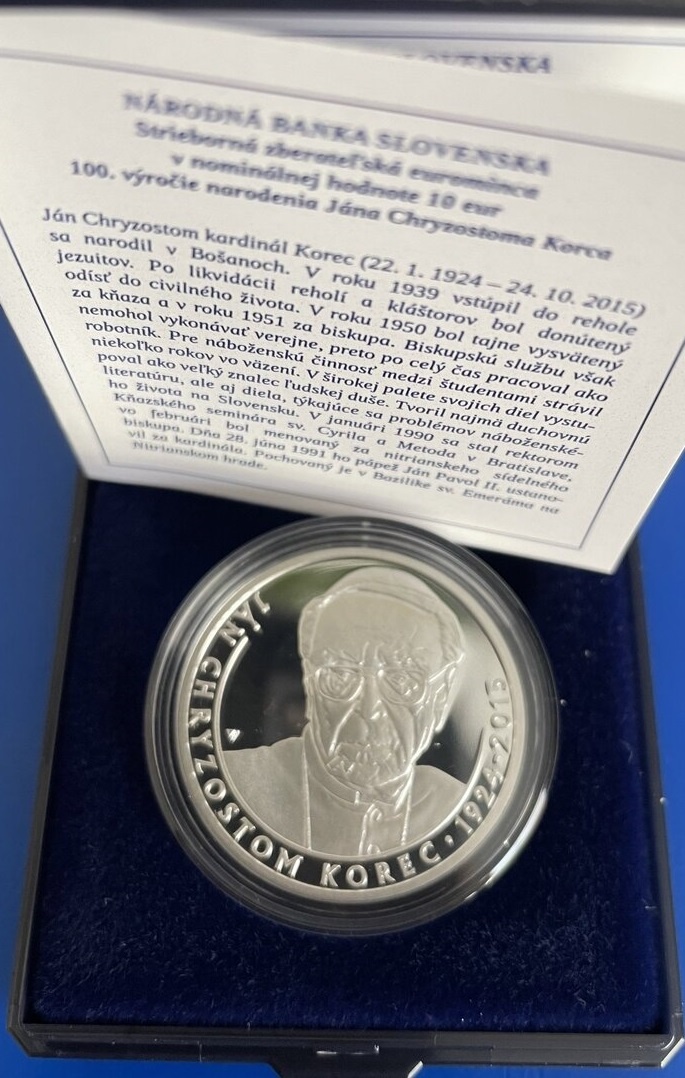 SLOVENSKA
NÁRODNÁ BANKA SLOVENSKA
Strieborná zberateľská eurominca
v nominálnej hodnote 10 eur
100. výročie narodenia Jána Chryzostoma Korca
Ján Chryzostom kardinál Korec (22. 1. 1924 – 24. 10. 2015)
sa narodil v Bošanoch. V roku 1939 vstúpil do rehole
jezuitov. Po likvidácii reholí a kláštorov bol donútený
odísť do civilného života. V roku 1950 bol tajne vysvätený
za kňaza a v roku 1951 za biskupa. Biskupskú službu však
nemohol vykonávať verejne, preto po celý čas pracoval ako
robotník. Pre náboženskú činnosť medzi študentami strávil
niekoľko rokov vo väzení. V širokej palete svojich diel vystu-
poval ako veľký znalec ľudskej duše. Tvoril najmä duchovnú
literatúru, ale aj diela, týkajúce sa problémov náboženské-
ho života na Slovensku. V januári 1990 sa stal rektorom
Kňazského seminára sv. Cyrila a Metoda v Bratislave,
vo februári bol menovaný za nitrianskeho sídelného
biskupa. Dňa 28. júna 1991 ho pápež Ján Pavol II. ustano-
vil za kardinála. Pochovaný je v Bazilike sv. Emeráma na
Nitrianskom hrade.
JÁN CHRYZOSTOM KOREC · 1924-2015